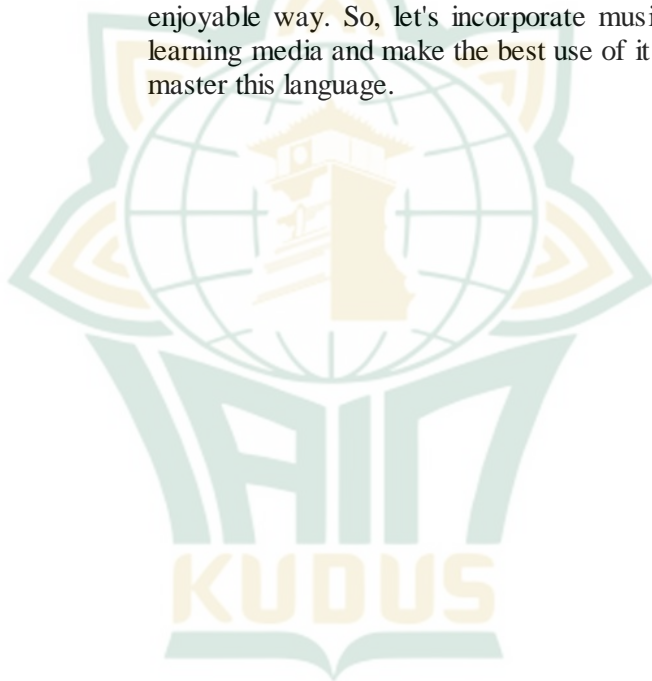 enjoyable way. So, let's incorporate musi
learning media and make the best use of it
master this language.
IAIN
KUDUS